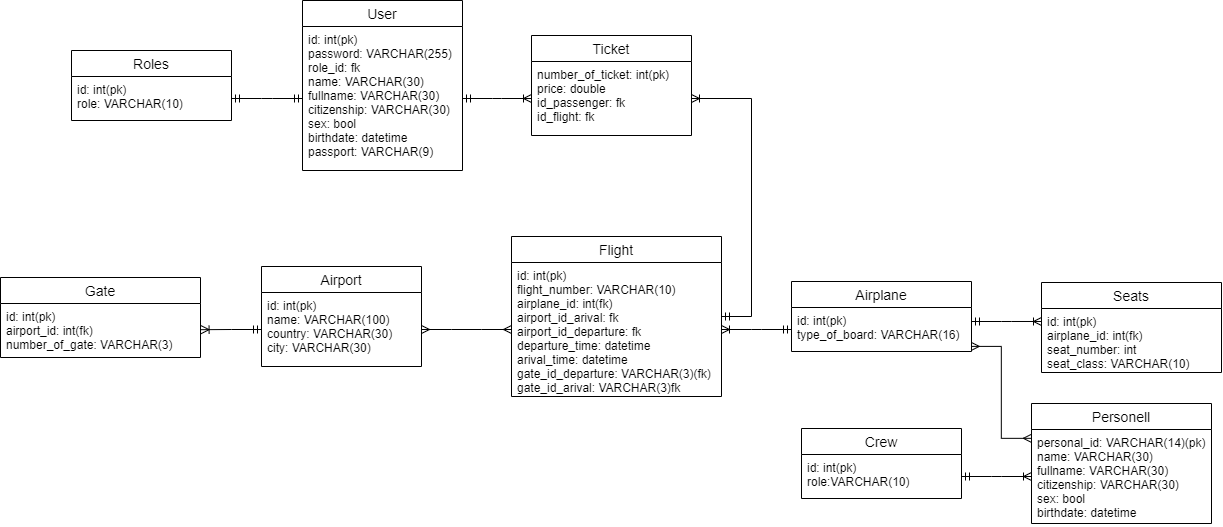 User
id: int(pk)
password: VARCHAR(255)
role_id: fk
name: VARCHAR(30)
fullname: VARCHAR(30)
citizenship: VARCHAR(30)
sex: bool
birthdate: datetime
passport: VARCHAR(9)
Roles
id: int(pk)
role: VARCHAR(10)
Ticket
number_of_ticket: int(pk)
price: double
id_passenger: fk
id_flight: fk
Gate
id: int(pk)
airport_id: int(fk)
number_of_gate: VARCHAR(3)
Airport
id: int(pk)
name: VARCHAR(100)
country: VARCHAR(30)
city: VARCHAR(30)
Flight
id: int(pk)
flight_number: VARCHAR(10)
airplane_id: int(fk)
airport_id_arival: fk
airport_id_departure: fk
departure_time: datetime
arival_time: datetime
gate_id_departure: VARCHAR(3)(fk)
gate_id_arival: VARCHAR(3)fk
Airplane
id: int(pk)
type_of_board: VARCHAR(16)
Seats
id: int(pk)
airplane_id: int(fk)
seat_number: int
seat_class: VARCHAR(10)
Crew
id: int(pk)
role:VARCHAR(10)
Personell
personal_id: VARCHAR(14)(pk)
name: VARCHAR(30)
fullname: VARCHAR(30)
citizenship: VARCHAR(30)
sex: bool
birthdate: datetime